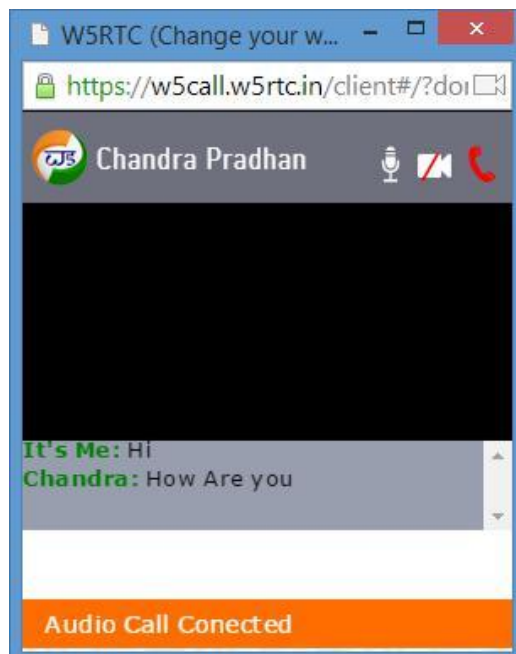 W5RTC (Change your w...
https://w5call.w5rtc.in/client#/?do
Chandra Pradhan
It's Me: Hi
Chandra: How Are you
Audio Call Conected